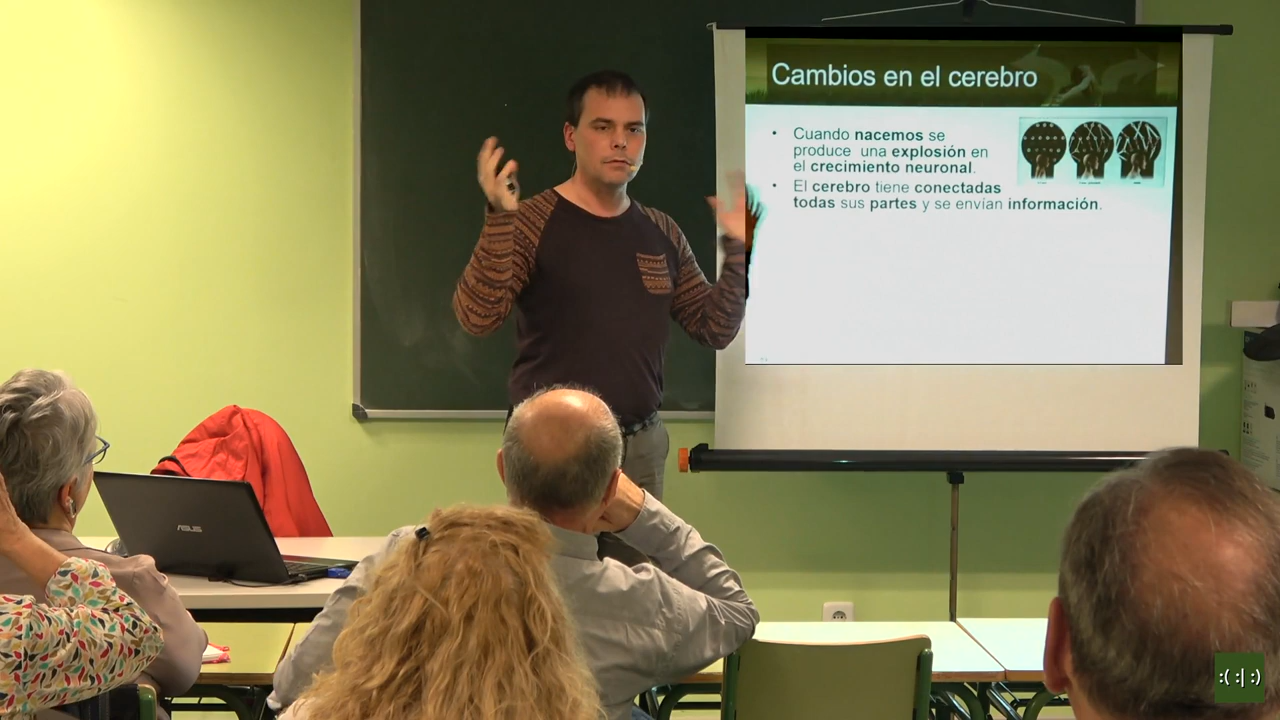 Cambios en el cerebro
• Cuando nacemos se
produce una explosión en
el crecimiento neuronal.
• El cerebro tiene conectadas
todas sus partes y se envían información.
ASUS
:( :| :)